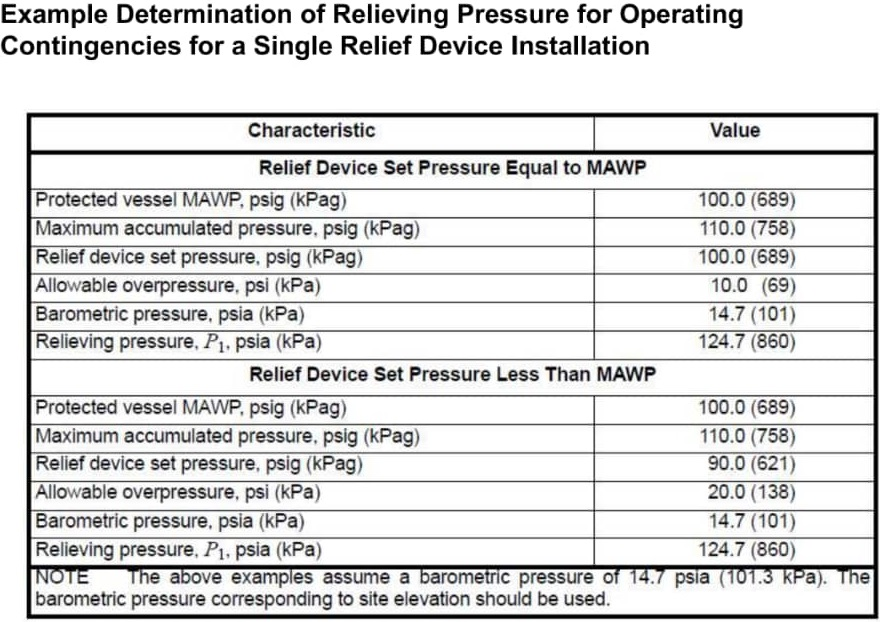 Example Determination of Relieving Pressure for Operating
Contingencies for a Single Relief Device Installation
Characteristic Value
Relief Device Set Pressure Equal to MAWP
Protected vessel MAWP, psig (kPag) 100.0 (689)
Maximum accumulated pressure, psig (kPag) 110.0 (758)
Relief device set pressure, psig (kPag) 100.0 (689)
Allowable overpressure, psi (kPa) 10.0 (69)
Barometric pressure, psia (kPa) 14.7 (101)
Relieving pressure, P₁, psia (kPa) 124.7 (860)
Relief Device Set Pressure Less Than MAWP
Protected vessel MAWP, psig (kPag) 100.0 (689)
Maximum accumulated pressure, psig (kPag) 110.0 (758)
Relief device set pressure, psig (kPag) 90.0 (621)
Allowable overpressure, psi (kPa) 20.0 (138)
Barometric pressure, psia (kPa) 14.7 (101)
Relieving pressure, P₁, psia (kPa) 124.7 (860)
NOTE The above examples assume a barometric pressure of 14.7 psia (101.3 kPa). The
barometric pressure corresponding to site elevation should be used.